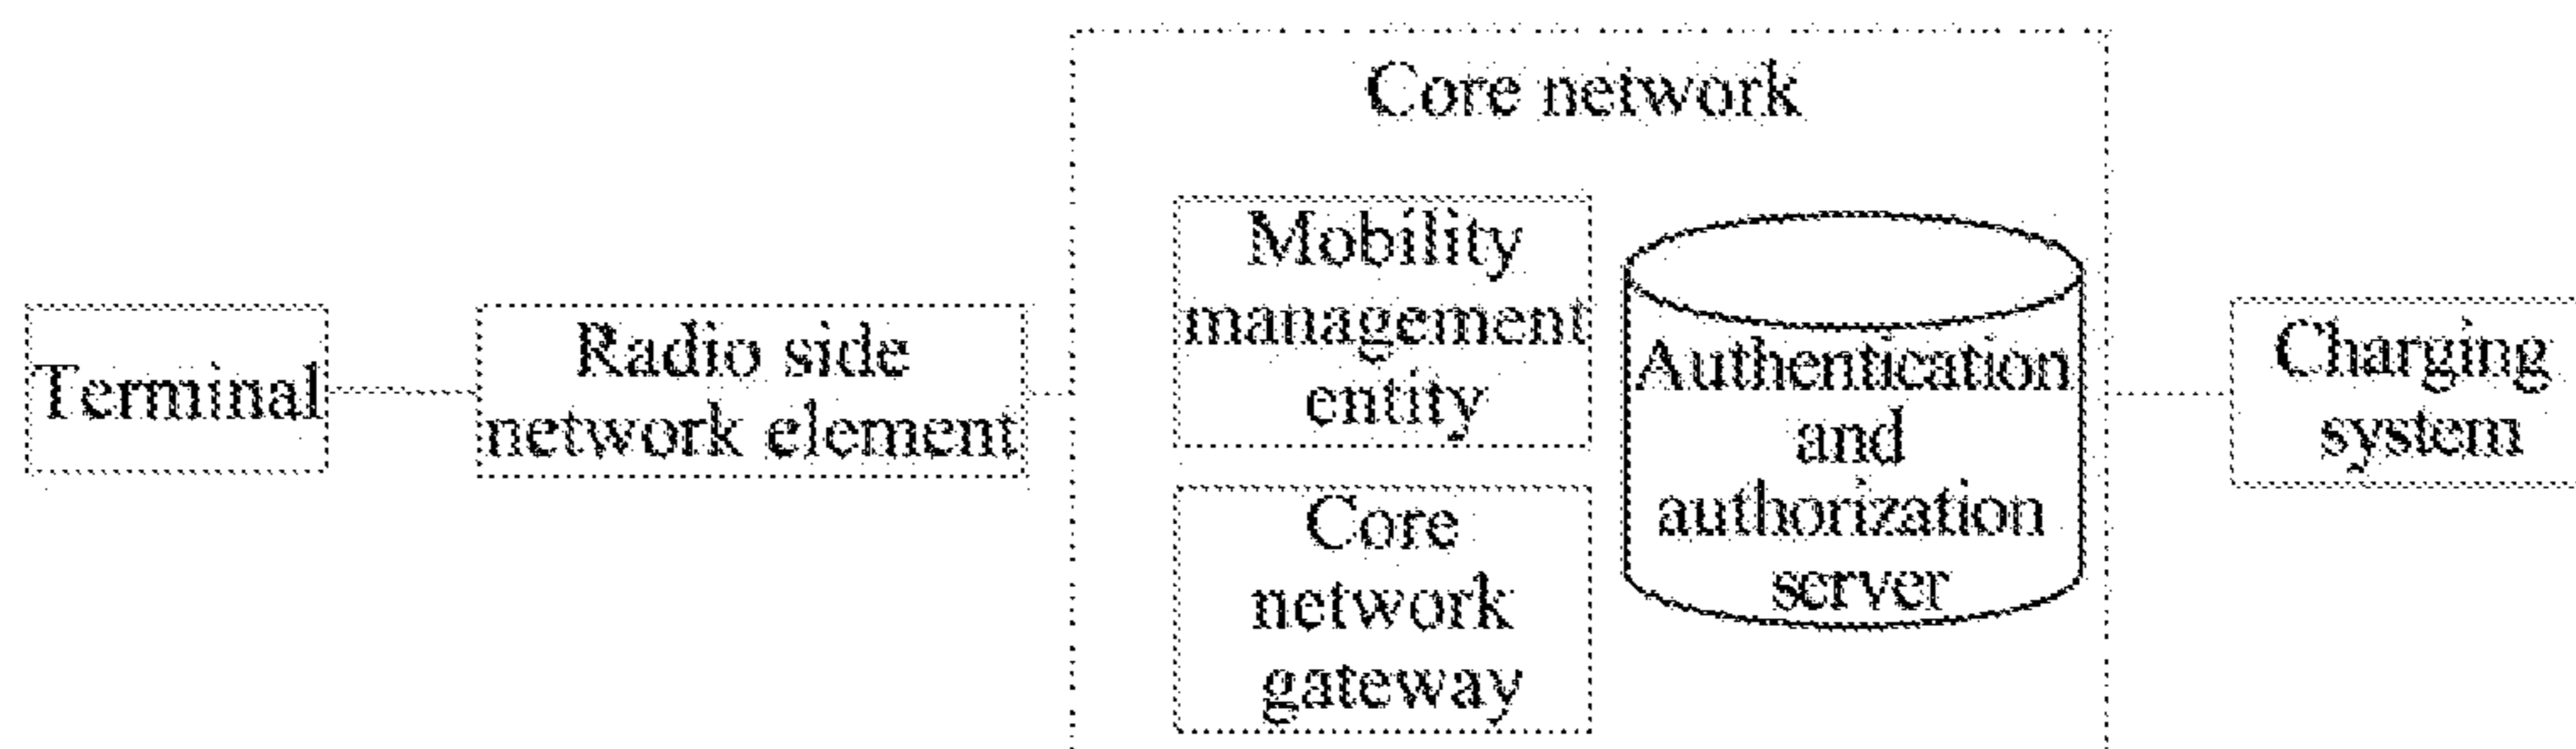 Core network
Terminal
Radio side
network element
Mobility
management
entity
Core
network
gateway
Authentication
and
authorization
server
Charging
system